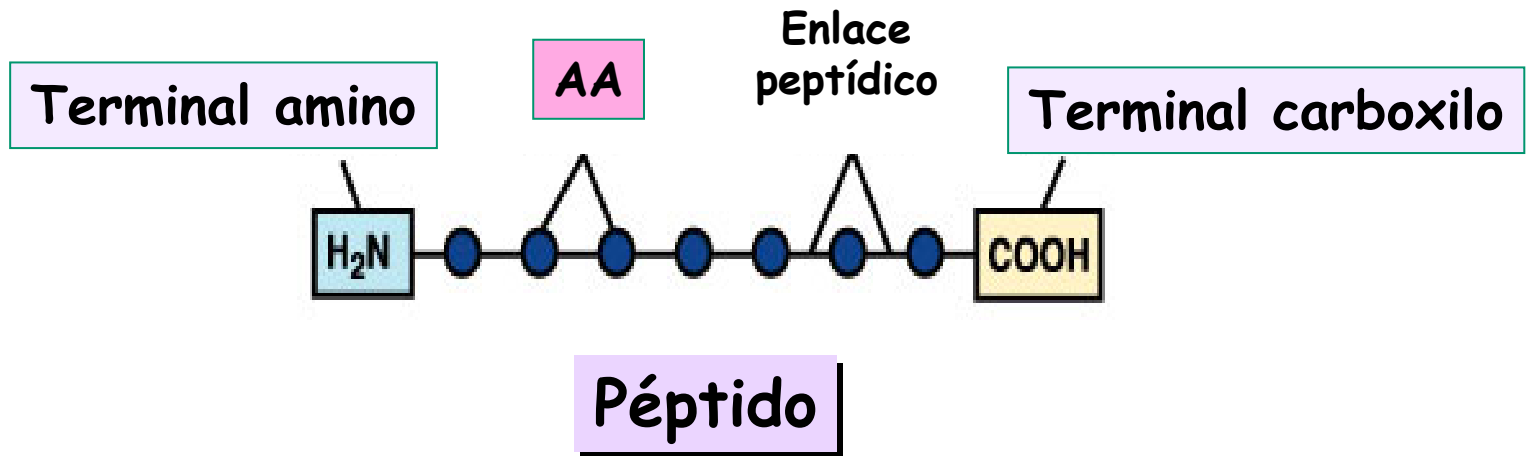 Terminal amino
AA
Enlace
peptídico
Terminal carboxilo
H₂N
COOH
Péptido